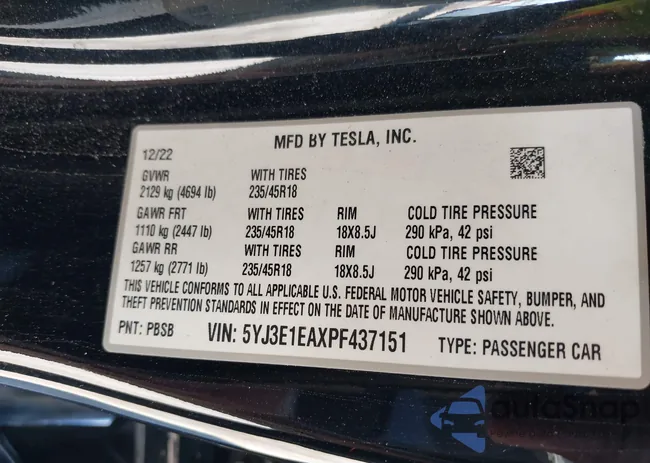 MFD BY TESLA, INC.
12/22
GVWR WITH TIRES
2129 kg (4694 lb) 235/45R18
GAWR FRT WITH TIRES RIM COLD TIRE PRESSURE
1110 kg (2447 lb) 235/45R18 18X8.5J 290 kPa, 42 psi
GAWR RR WITH TIRES RIM COLD TIRE PRESSURE
1257 kg (2771 lb) 235/45R18 18X8.5J 290 kPa, 42 psi
THIS VEHICLE CONFORMS TO ALL APPLICABLE U.S. FEDERAL MOTOR VEHICLE SAFETY, BUMPER, AND
THEFT PREVENTION STANDARDS IN EFFECT ON THE DATE OF MANUFACTURE SHOWN ABOVE.
PNT: PBSB VIN: 5YJ3E1EAXPF437151 TYPE: PASSENGER CAR
autoSnap